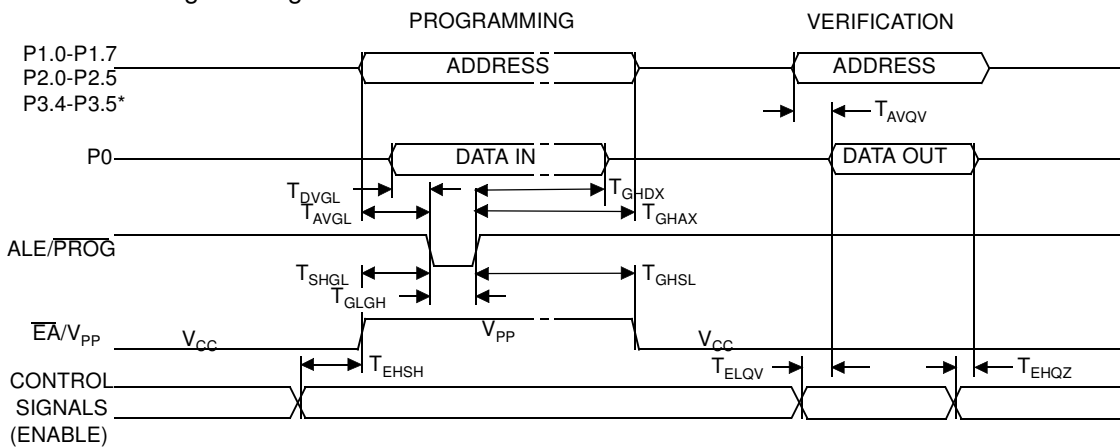 PROGRAMMING VERIFICATION
P1.0-P1.7
P2.0-P2.5
P3.4-P3.5*
ADDRESS ADDRESS
TAVQV
P0 DATA IN DATA OUT
TDVGL TGHDX
TAVGL TGHAX
ALE/PROG
TSHGL TGHSL
TGLGH
EA/VPP VCC VPP VCC
TEHSH TELQV TEHQZ
CONTROL
SIGNALS
(ENABLE)